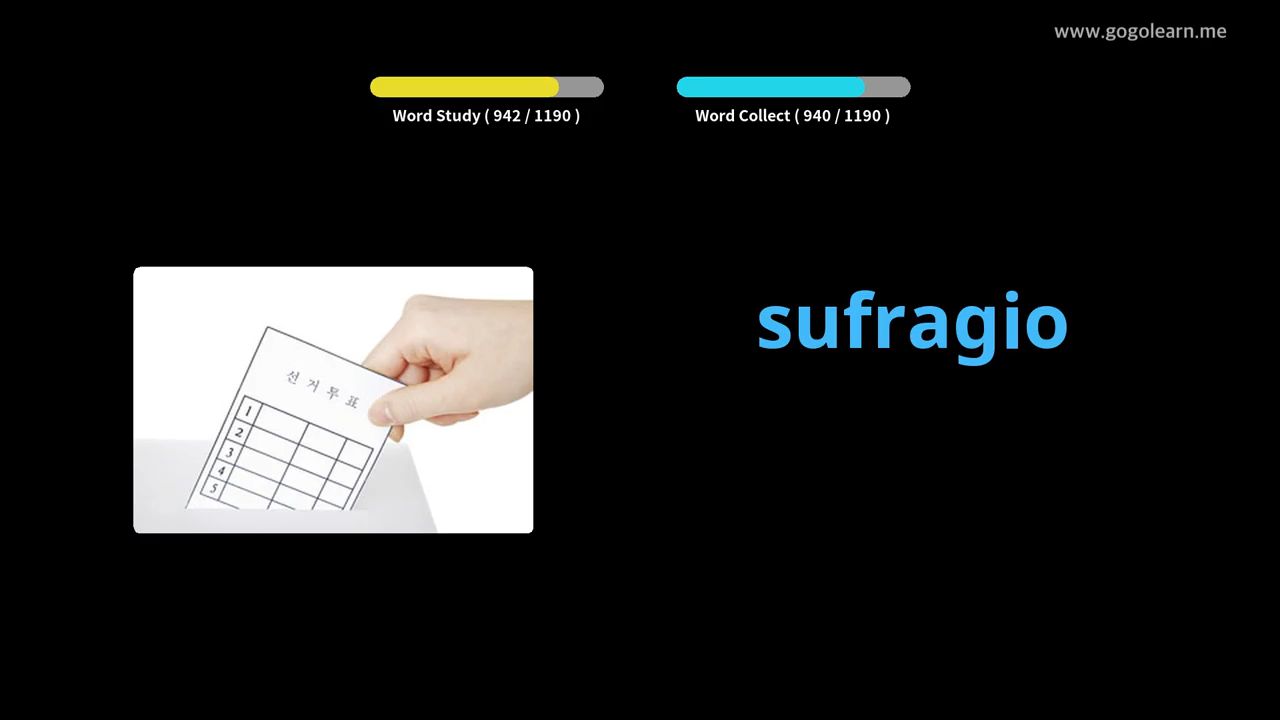 www.gogolearn.me
Word Study ( 942 / 1190 )
Word Collect ( 940 / 1190 )
sufragio
선거투표
1
2
3
4
5